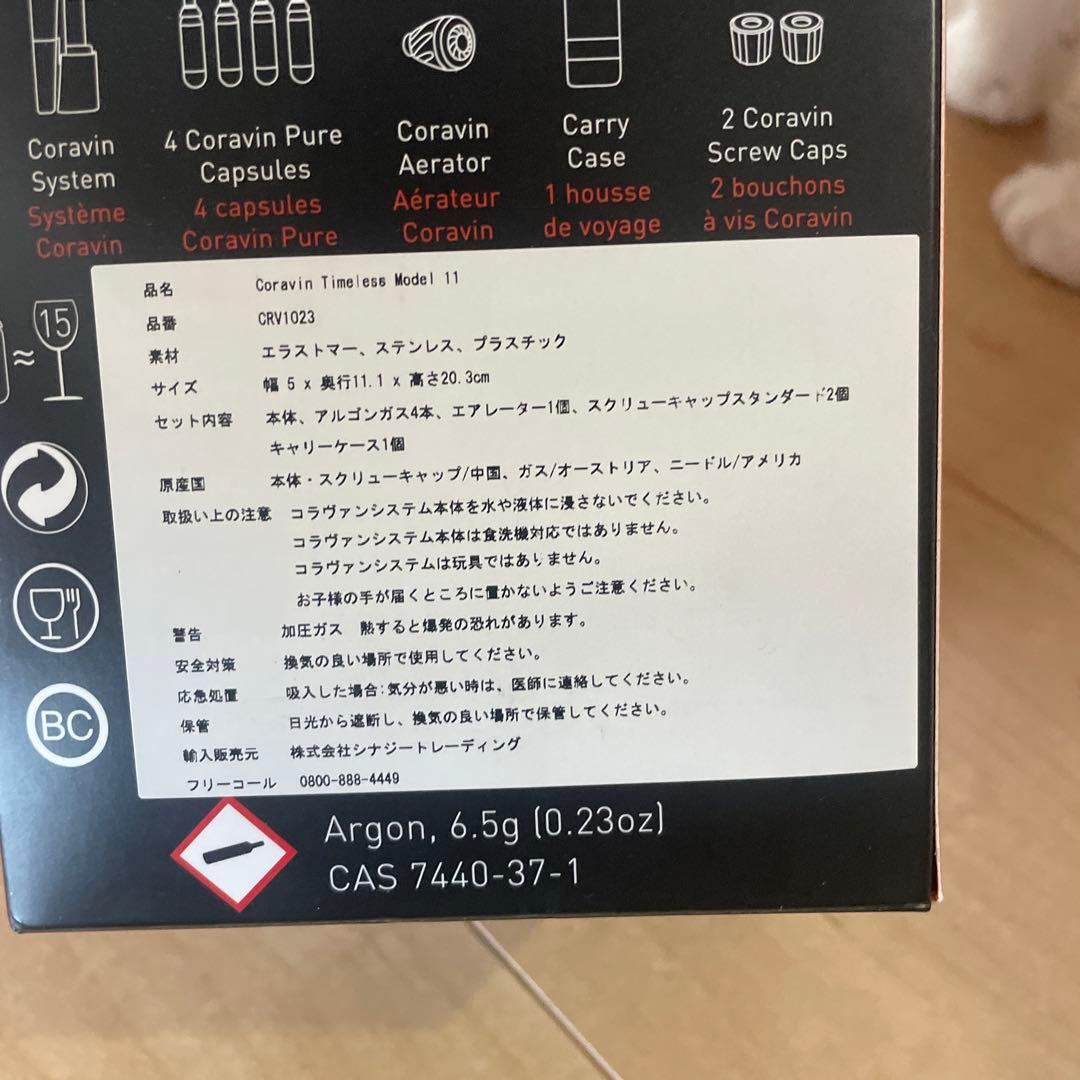 Coravin
System
Système
Coravin
4 Coravin Pure
Capsules
4 capsules
Coravin Pure
Coravin
Aerator
Aérateur
Coravin
Carry
Case
1 housse
de voyage
2 Coravin
Screw Caps
2 bouchons
à vis Coravin
≈ 15
品名 Coravin Timeless Model 11
品番 CRV1023
素材 エラストマー、ステンレス、プラスチック
サイズ 幅 5 x 奥行11.1 x 高さ20.3cm
セット内容 本体、アルゴンガス4本、エアレーター1個、スクリューキャップスタンダード2個
キャリーケース1個
原産国 本体・スクリューキャップ/中国、ガス/オーストリア、ニードル/アメリカ
取扱い上の注意 コラヴァンシステム本体を水や液体に浸さないでください。
コラヴァンシステム本体は食洗機対応ではありません。
コラヴァンシステムは玩具ではありません。
お子様の手が届くところに置かないようご注意ください。
警告 加圧ガス 熱すると爆発の恐れがあります。
安全対策 換気の良い場所で使用してください。
応急処置 吸入した場合:気分が悪い時は、医師に連絡してください。
保管 日光から遮断し、換気の良い場所で保管してください。
輸入販売元 株式会社シナジートレーディング
フリーコール 0800-888-4449
BC
Argon, 6.5g (0.23oz)
CAS 7440-37-1